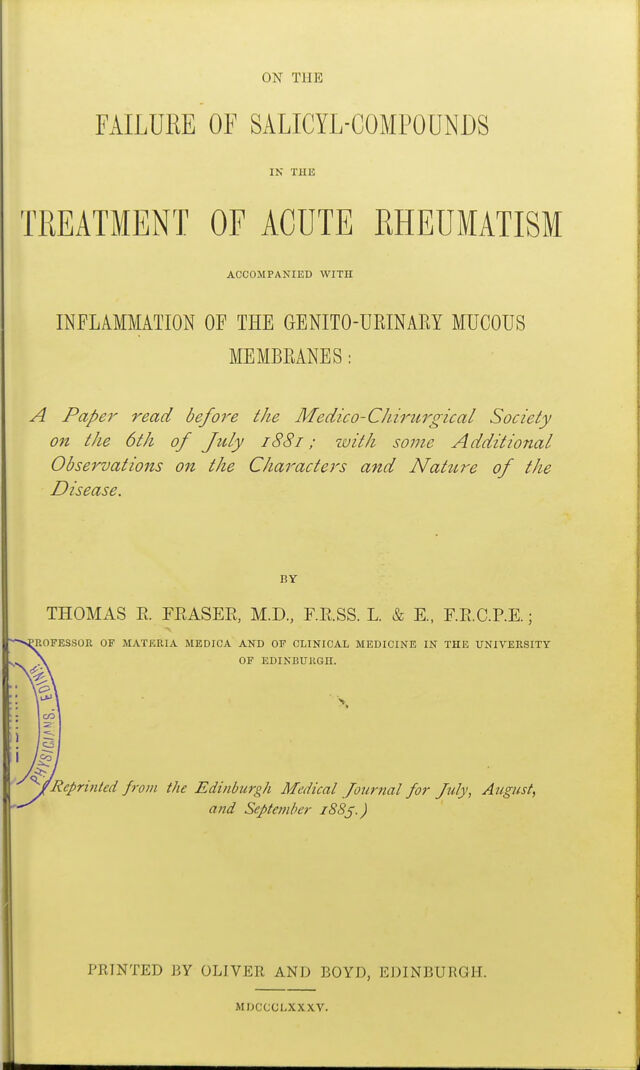 ON THE
FAILURE OF SALICYL-COMPOUNDS
IN THE
TREATMENT OF ACUTE RHEUMATISM
ACCOMPANIED WITH
INFLAMMATION OF THE GENITO-URINARY MUCOUS
MEMBRANES:
A Paper read before the Medico-Chirurgical Society
on the 6th of July 1881; with some Additional
Observations on the Characters and Nature of the
Disease.
BY
THOMAS R. FRASER, M.D., F.R.SS. L. & E., F.R.C.P.E.;
PROFESSOR OF MATERIA MEDICA AND OF CLINICAL MEDICINE IN THE UNIVERSITY
OF EDINBURGH.
PHYSICIANS, EDIN
(Reprinted from the Edinburgh Medical Journal for July, August,
and September 1885.)
PRINTED BY OLIVER AND BOYD, EDINBURGH.
MDCCCLXXXV.